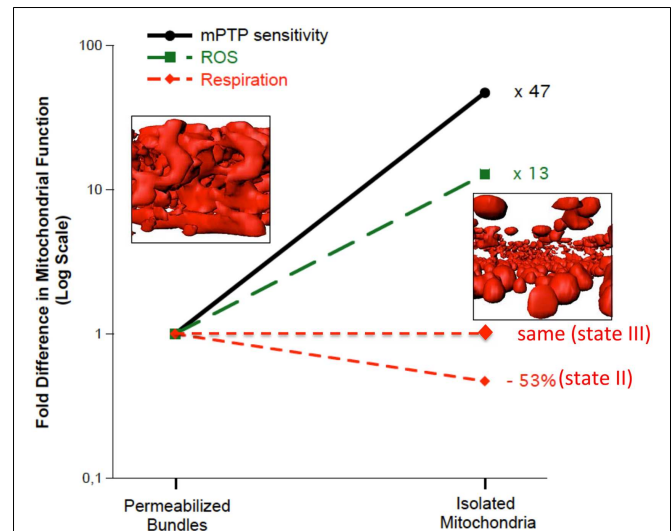 mPTP sensitivity
ROS
Respiration
Fold Difference in Mitochondrial Function
(Log Scale)
100
10
1
0,1
x 47
x 13
same (state III)
- 53% (state II)
Permeabilized
Bundles
Isolated
Mitochondria